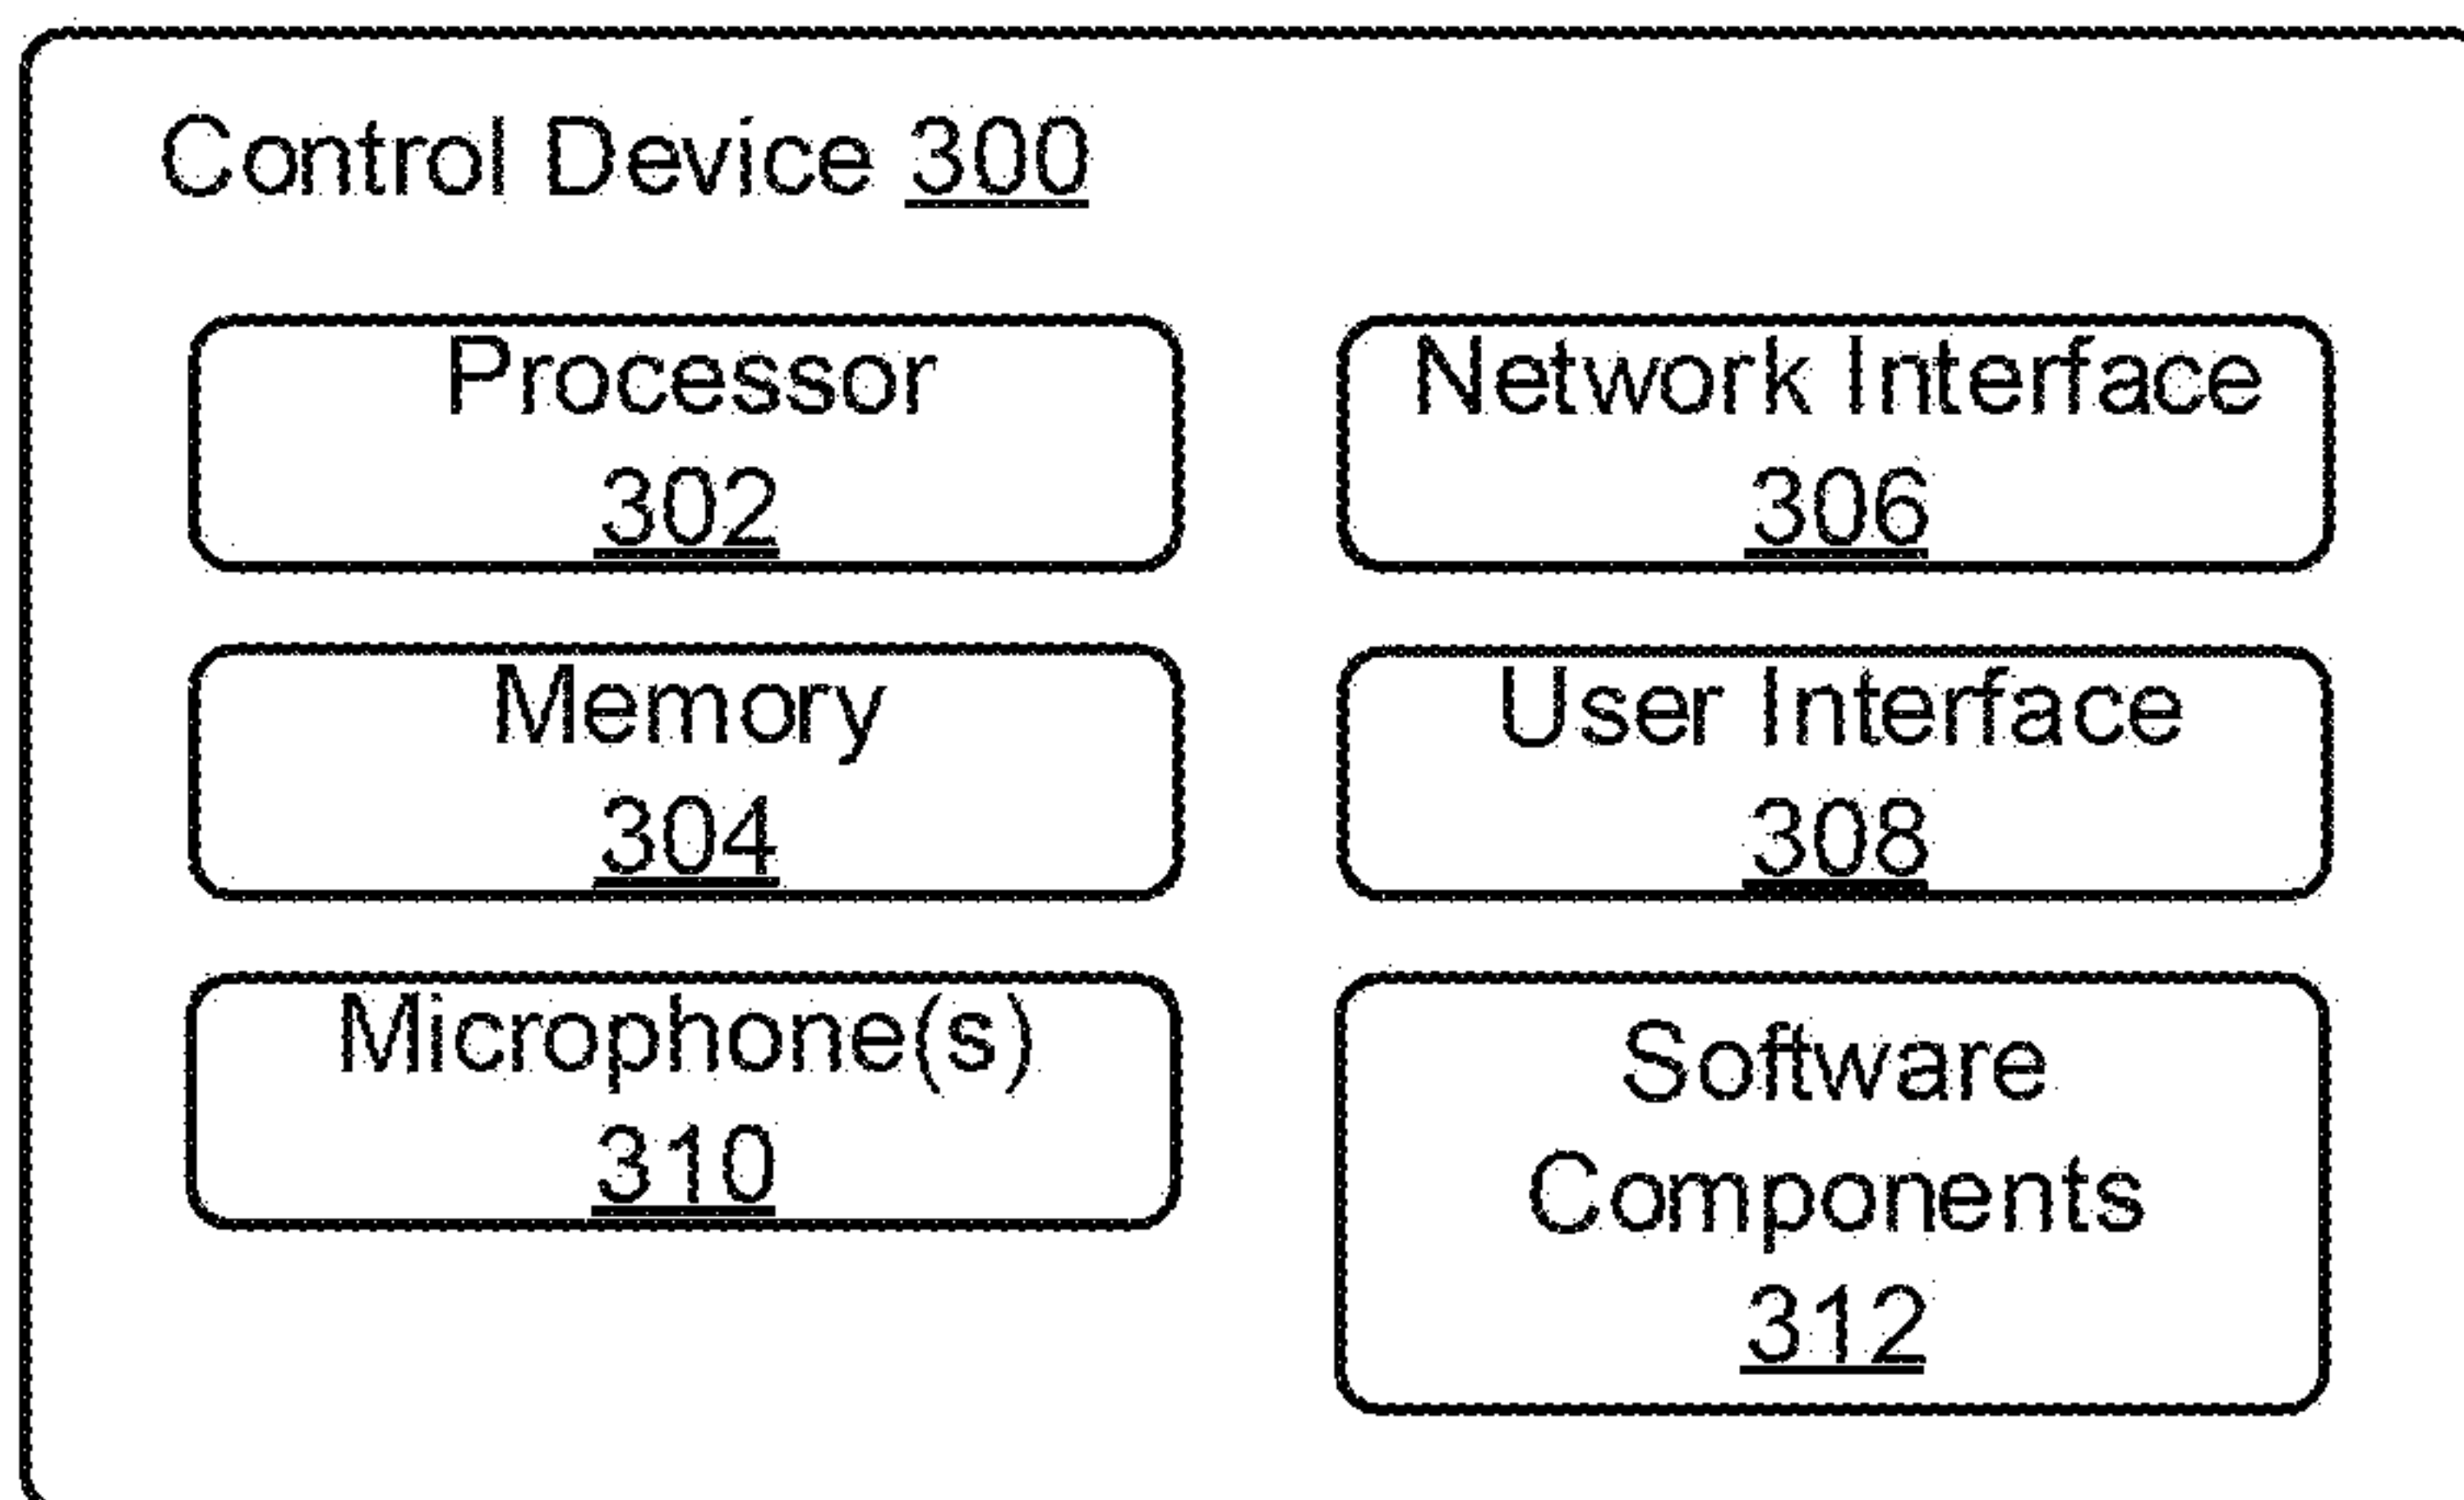 Control Device 300
Processor
302
Network Interface
306
Memory
304
User Interface
308
Microphone(s)
310
Software
Components
312